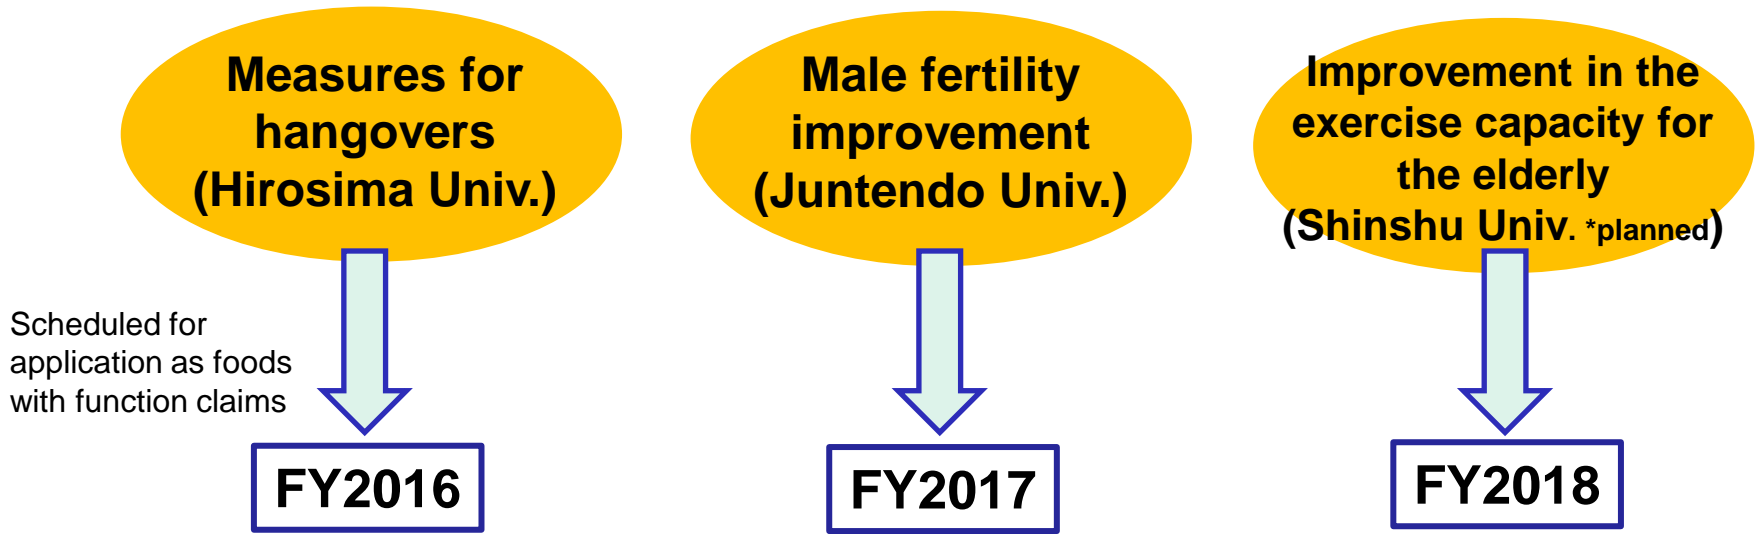 Measures for
hangovers
(Hirosima Univ.)
Male fertility
improvement
(Juntendo Univ.)
Improvement in the
exercise capacity for
the elderly
(Shinshu Univ. *planned)
Scheduled for
application as foods
with function claims
FY2016
FY2017
FY2018